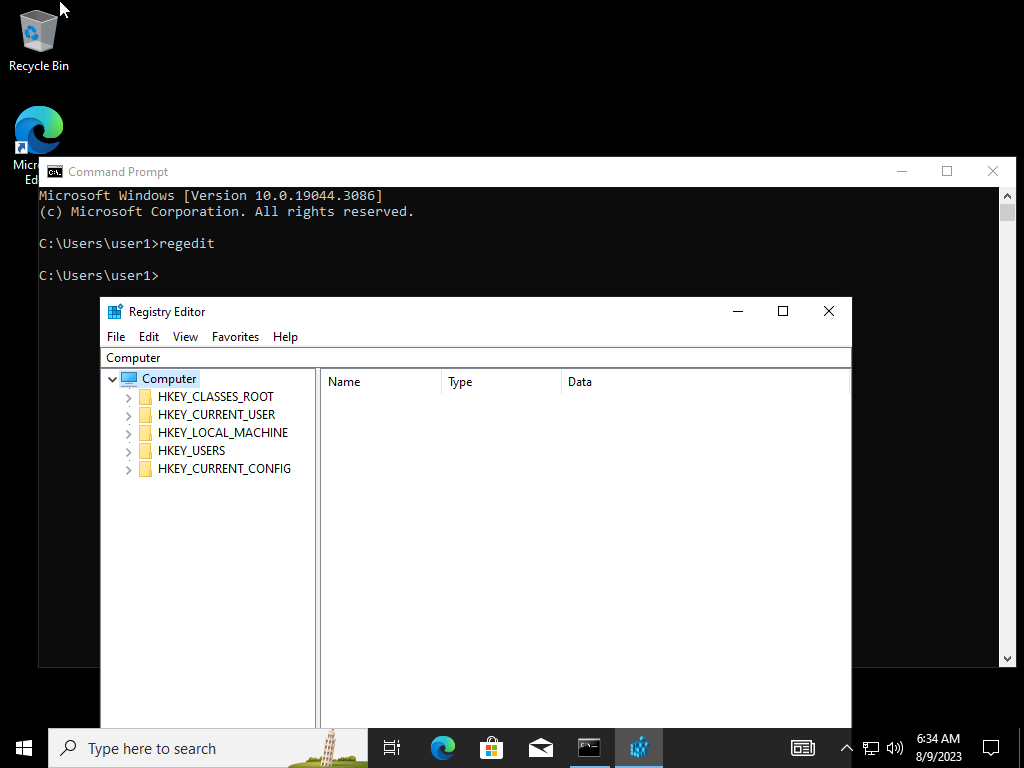 Recycle Bin
Micr
Ed
Command Prompt
Microsoft Windows [Version 10.0.19044.3086]
(c) Microsoft Corporation. All rights reserved.
C:\Users\user1>regedit
C:\Users\user1>
Registry Editor
File Edit View Favorites Help
Computer
Computer
HKEY_CLASSES_ROOT
HKEY_CURRENT_USER
HKEY_LOCAL_MACHINE
HKEY_USERS
HKEY_CURRENT_CONFIG
Name Type Data
Type here to search
6:34 AM
8/9/2023